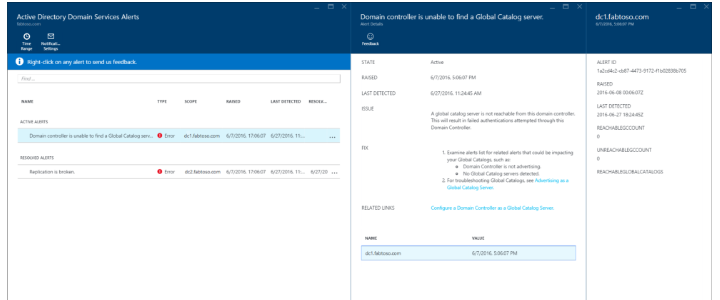 Active Directory Domain Services Alerts
fabtoso.com
Time Range
Notificati... Settings
Right-click on any alert to send us feedback.
Find...
NAME TYPE SCOPE RAISED LAST DETECTED RESOLV...
ACTIVE ALERTS
Domain controller is unable to find a Global Catalog serv... Error dc1.fabtoso.com 6/7/2016, 17:06:07 6/27/2016, 11:... ...
RESOLVED ALERTS
Replication is broken. Error dc2.fabtoso.com 6/7/2016, 17:06:07 6/27/2016, 11:... 6/27/20 ...
Domain controller is unable to find a Global Catalog server.
Alert Details
Feedback
STATE Active
RAISED 6/7/2016, 5:06:07 PM
LAST DETECTED 6/27/2016, 11:24:45 AM
ISSUE
A global catalog server is not reachable from this domain controller.
This will result in failed authentications attempted through this
Domain Controller.
FIX
1. Examine alerts list for related alerts that could be impacting
your Global Catalogs, such as:
Domain Controller is not advertising.
No Global Catalog servers detected.
2. For troubleshooting Global Catalogs, see Advertising as a
Global Catalog Server.
RELATED LINKS Configure a Domain Controller as a Global Catalog Server.
NAME VALUE
dc1.fabtoso.com 6/7/2016, 5:06:07 PM
dc1.fabtoso.com
6/7/2016, 5:06:07 PM
ALERT ID
RAISED
2016-06-08 00:06:07Z
LAST DETECTED
2016-06-27 18:24:45Z
REACHABLEGCCOUNT
0
UNREACHABLEGCCOUNT
0
REACHABLEGLOBALCATALOGS